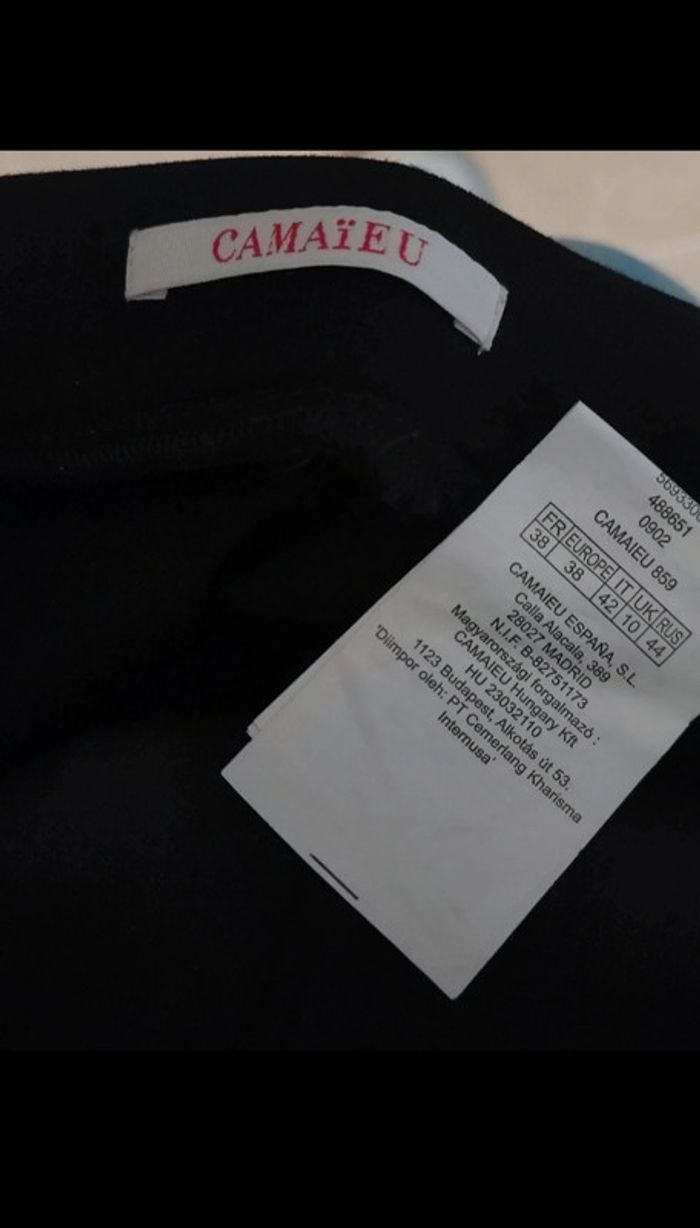 CAMAïEU
488651
0902
CAMAIEU 859
FR EUROPE IT UK RUS
38 38 42 10 44
CAMAIEU ESPAÑA, S.L
Calla Alacala, 389
28027 MADRID
N.I.F. B-82751173
Magyarországi forgalmazó :
CAMAIEU Hungary Kft
HU 23032110
1123 Budapest, Alkotás út 53.
'Diimpor oleh: PT Cemerlang Kharisma
Internusa'